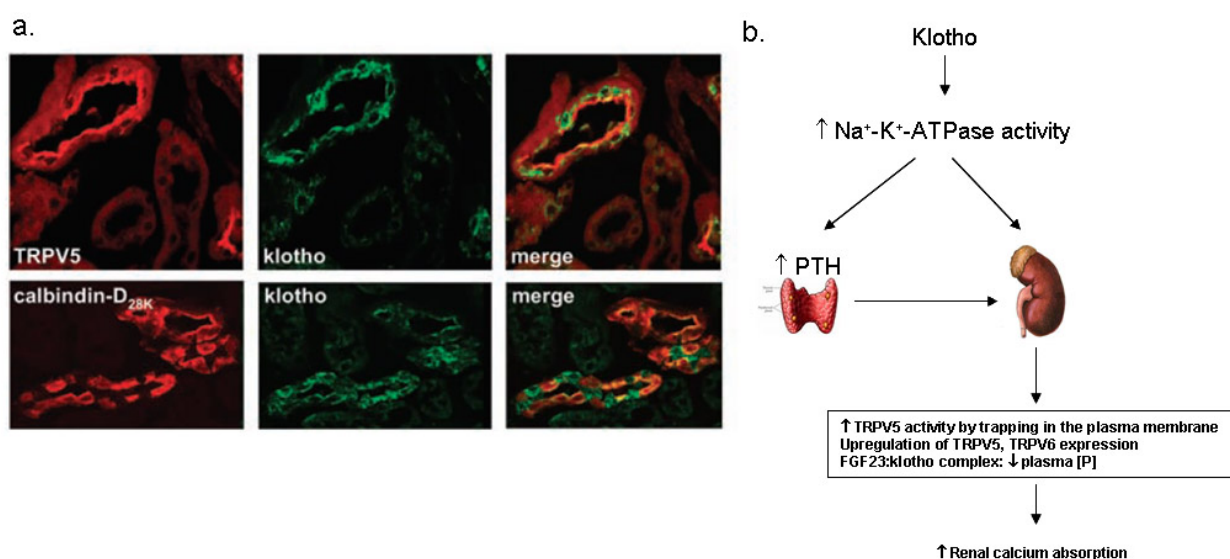 a.
TRPV5
klotho
merge
calbindin-D28K
klotho
merge
b.
Klotho
↑ Na⁺-K⁺-ATPase activity
↑ PTH
↑ TRPV5 activity by trapping in the plasma membrane
Upregulation of TRPV5, TRPV6 expression
FGF23:klotho complex: ↓ plasma [P]
↑ Renal calcium absorption